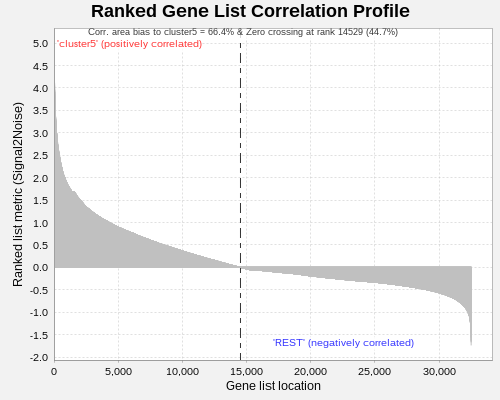 Ranked Gene List Correlation Profile
Corr. area bias to cluster5 = 66.4% & Zero crossing at rank 14529 (44.7%)
'cluster5' (positively correlated)
5.0
4.5
4.0
3.5
3.0
2.5
2.0
1.5
1.0
0.5
0.0
-0.5
-1.0
-1.5
-2.0
Ranked list metric (Signal2Noise)
'REST' (negatively correlated)
0 5,000 10,000 15,000 20,000 25,000 30,000
Gene list location